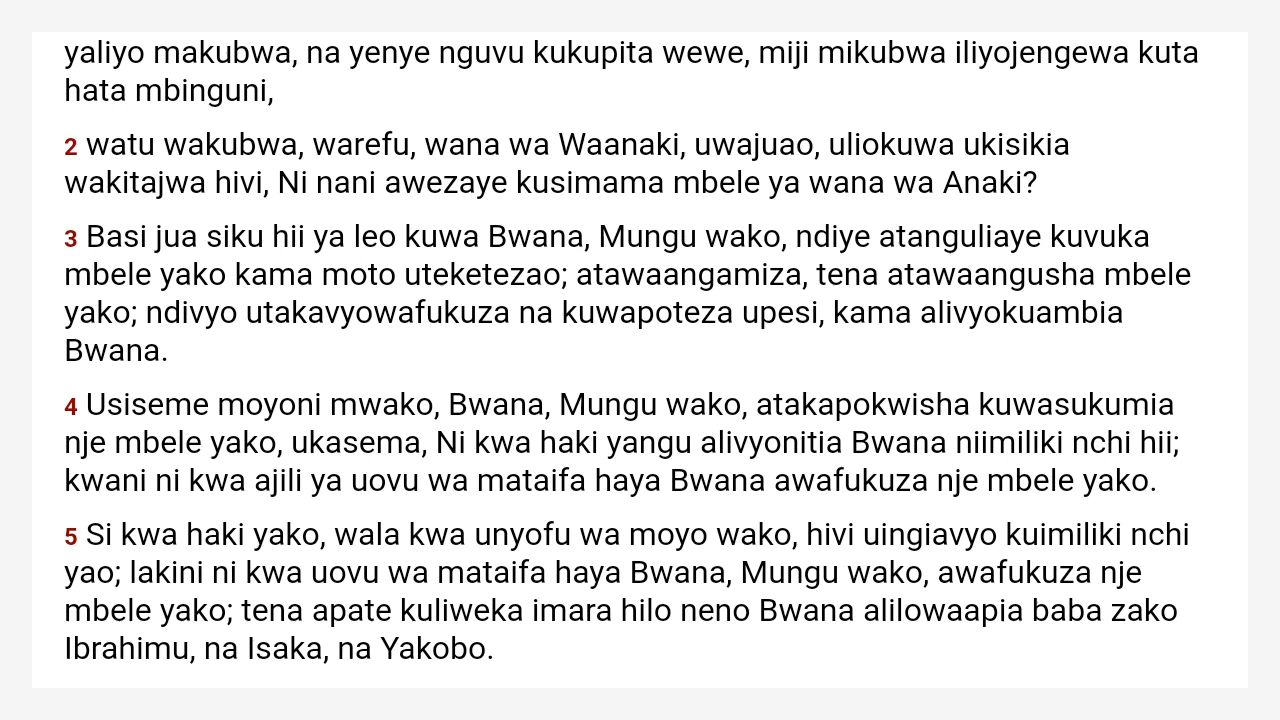 yaliyo makubwa, na yenye nguvu kukupita wewe, miji mikubwa iliyojengewa kuta
hata mbinguni,
2 watu wakubwa, warefu, wana wa Waanaki, uwajuao, uliokuwa ukisikia
wakitajwa hivi, Ni nani awezaye kusimama mbele ya wana wa Anaki?
3 Basi jua siku hii ya leo kuwa Bwana, Mungu wako, ndiye atanguliaye kuvuka
mbele yako kama moto uteketezao; atawaangamiza, tena atawaangusha mbele
yako; ndivyo utakavyowafukuza na kuwapoteza upesi, kama alivyokuambia
Bwana.
4 Usiseme moyoni mwako, Bwana, Mungu wako, atakapokwisha kuwasukumia
nje mbele yako, ukasema, Ni kwa haki yangu alivyonitia Bwana niimiliki nchi hii;
kwani ni kwa ajili ya uovu wa mataifa haya Bwana awafukuza nje mbele yako.
5 Si kwa haki yako, wala kwa unyofu wa moyo wako, hivi uingiavyo kuimiliki nchi
yao; lakini ni kwa uovu wa mataifa haya Bwana, Mungu wako, awafukuza nje
mbele yako; tena apate kuliweka imara hilo neno Bwana alilowaapia baba zako
Ibrahimu, na Isaka, na Yakobo.